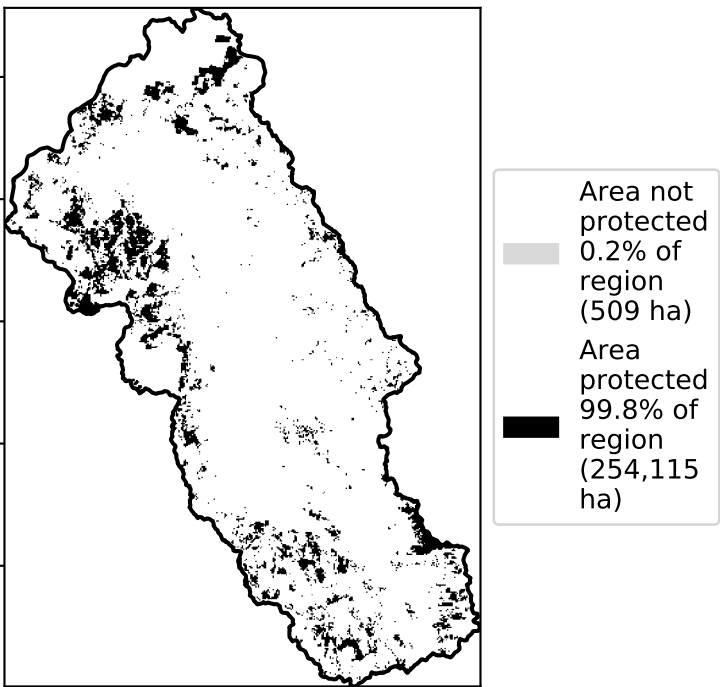 Area not
protected
0.2% of
region
(509 ha)
Area
protected
99.8% of
region
(254,115
ha)